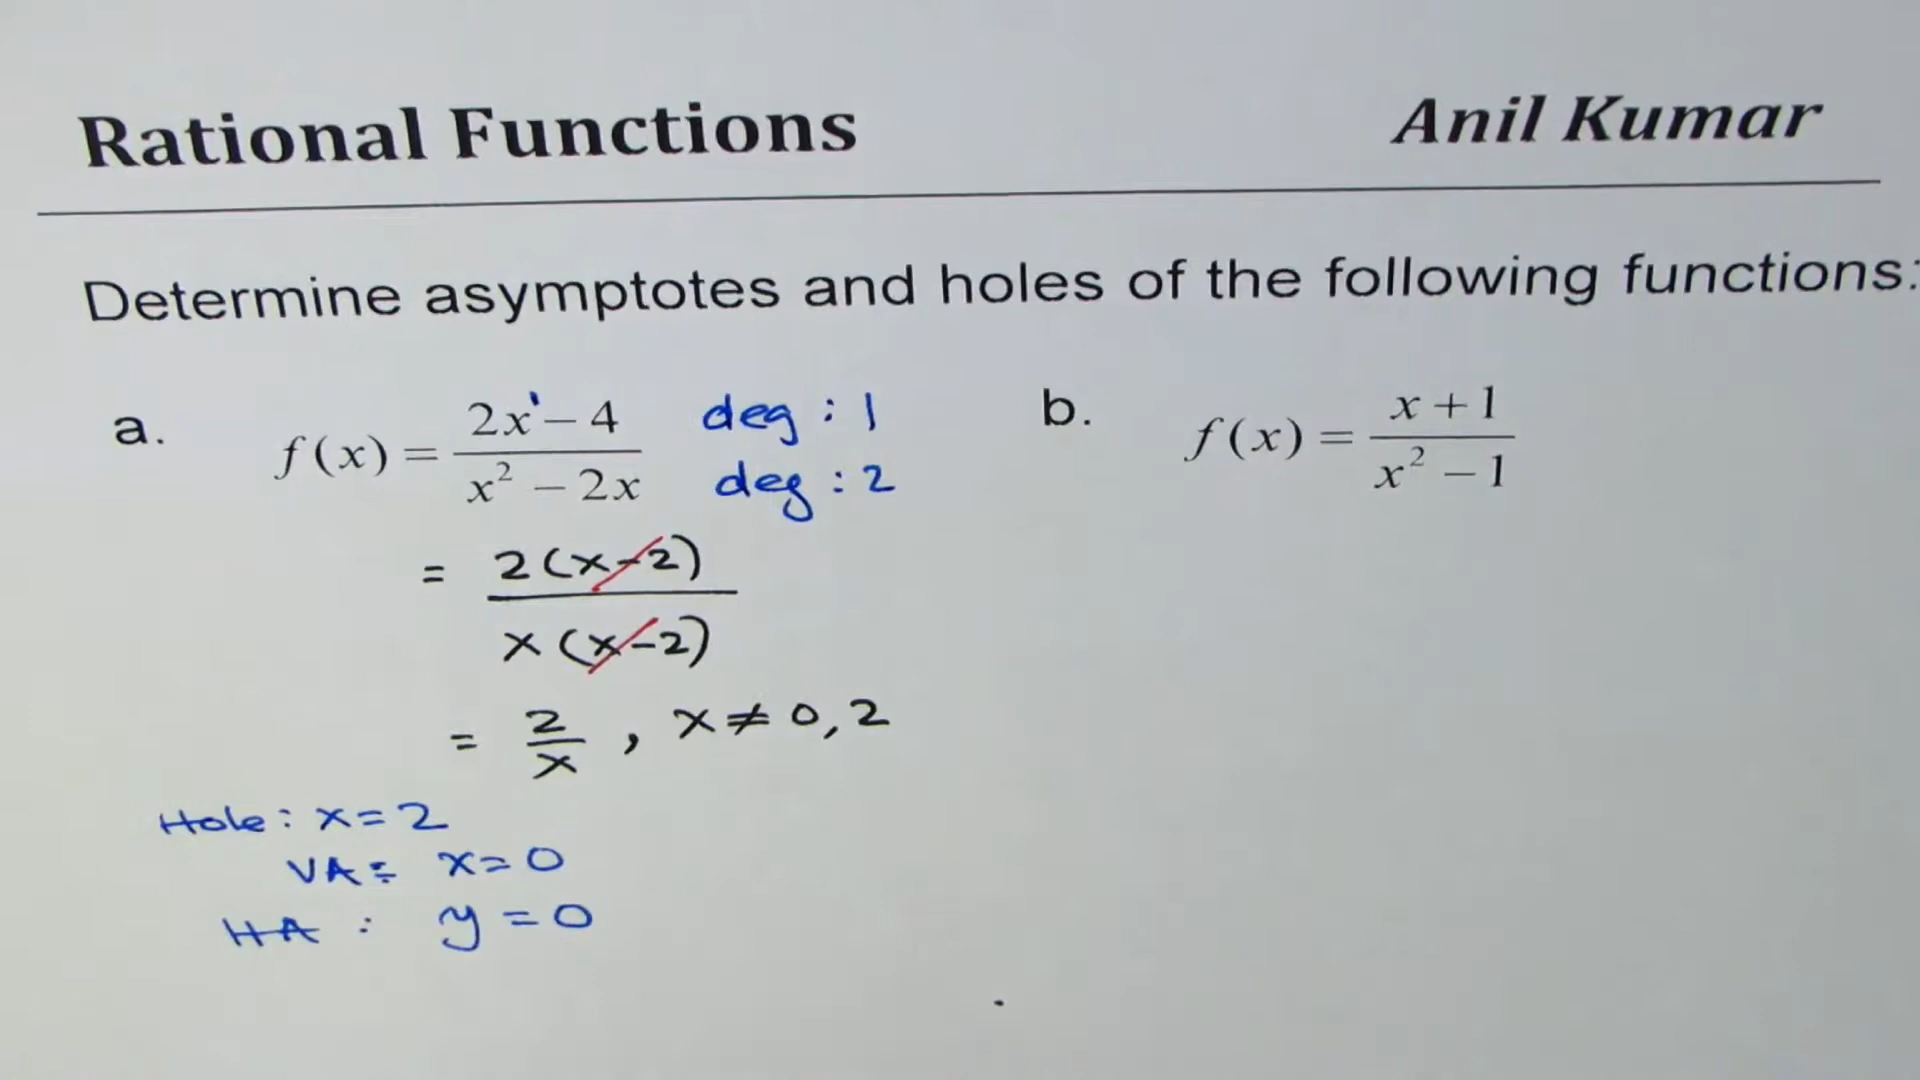 Rational Functions Anil Kumar
Determine asymptotes and holes of the following functions:
a. f(x) = (2x¹ − 4)/(x² − 2x) deg : 1 deg : 2
= 2(x-2)/x(x-2)
= 2/x , x ≠ 0, 2
Hole : x = 2
VA : x = 0
HA : y = 0
b. f(x) = (x + 1)/(x² − 1)